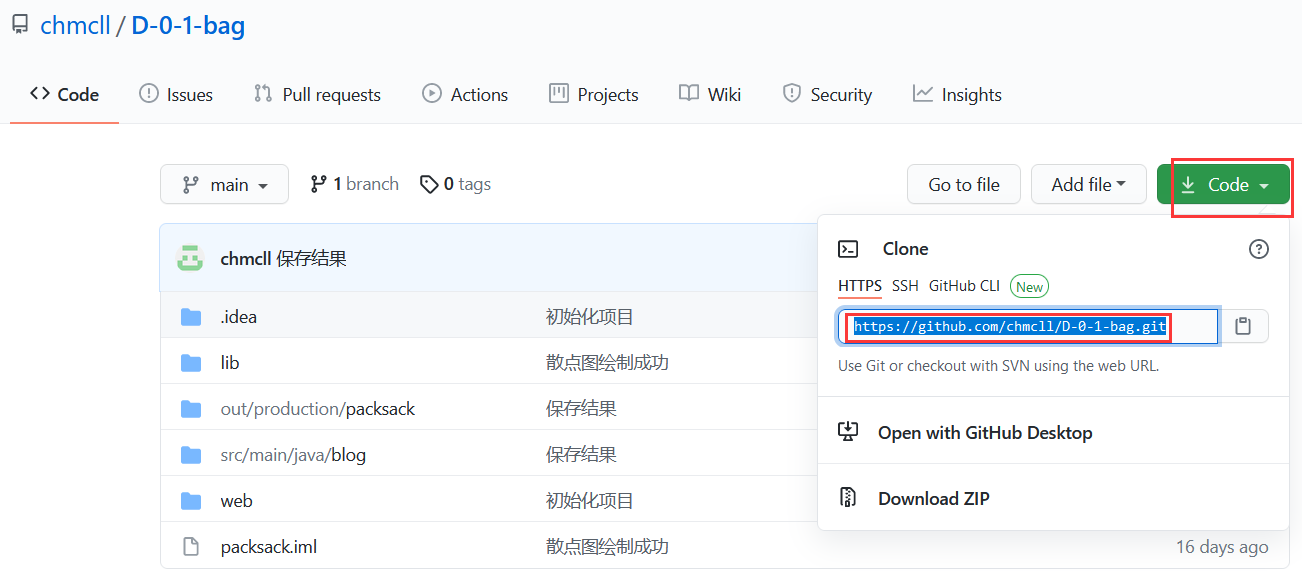 chmcll / D-0-1-bag
Code Issues Pull requests Actions Projects Wiki Security Insights
main 1 branch 0 tags Go to file Add file Code
chmcll 保存结果
.idea 初始化项目
lib 散点图绘制成功
out/production/packsack 保存结果
src/main/java/blog 保存结果
web 初始化项目
packsack.iml 散点图绘制成功 16 days ago
Clone
HTTPS SSH GitHub CLI New
https://github.com/chmcll/D-0-1-bag.git
Use Git or checkout with SVN using the web URL.
Open with GitHub Desktop
Download ZIP